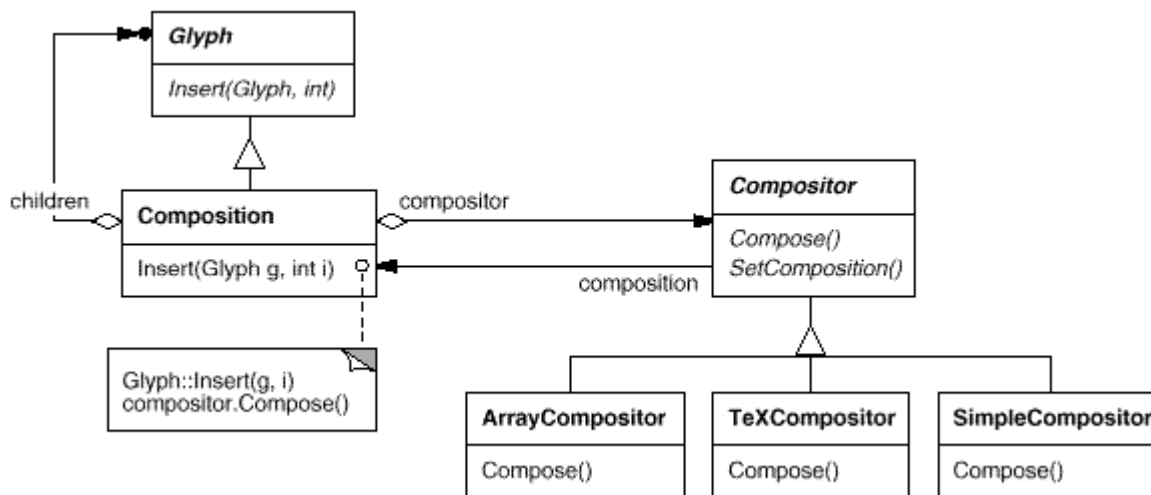 Glyph
Insert(Glyph, int)
children
Composition
Insert(Glyph g, int i)
compositor
composition
Compositor
Compose()
SetComposition()
Glyph::Insert(g, i)
compositor.Compose()
ArrayCompositor
Compose()
TeXCompositor
Compose()
SimpleCompositor
Compose()